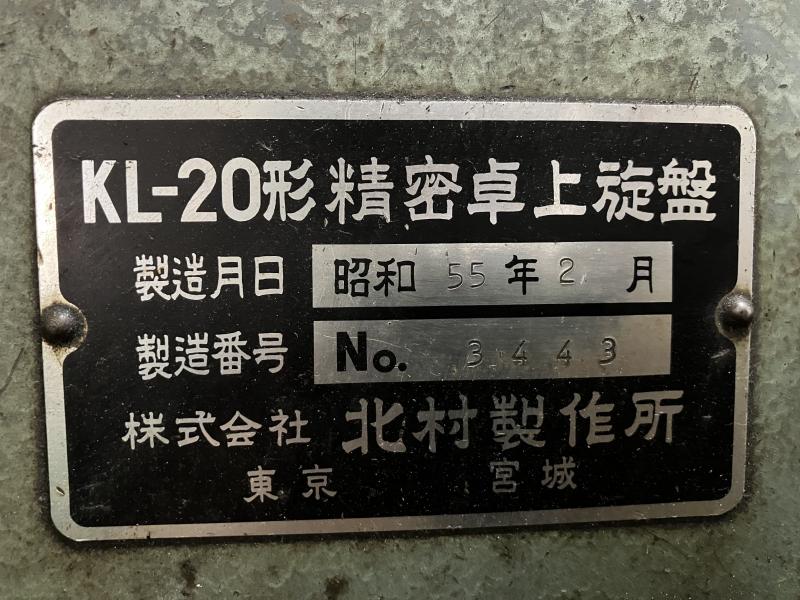 KL-20形精密卓上旋盤
製造月日 昭和 55 年 2 月
製造番号 No. 3443
株式会社 北村製作所
東京 宮城